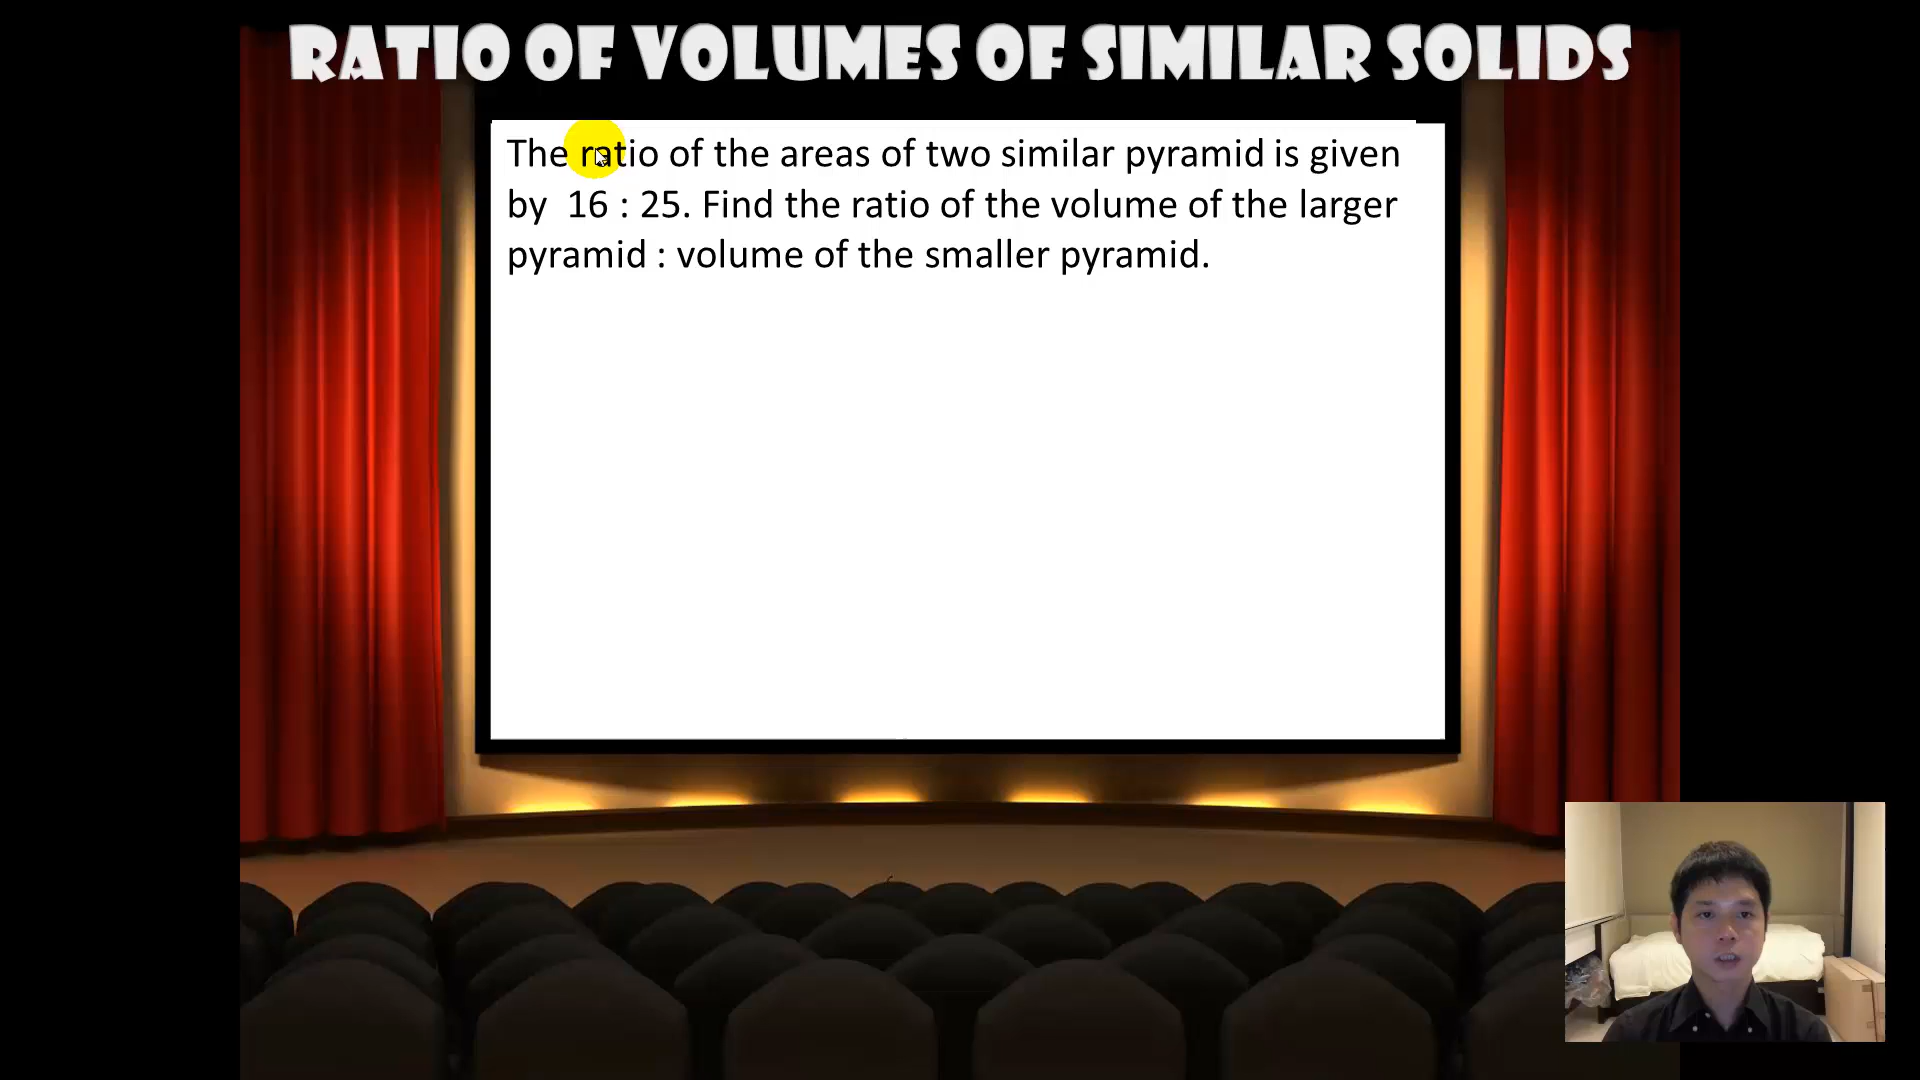 RATIO OF VOLUMES OF SIMILAR SOLIDS
The ratio of the areas of two similar pyramid is given
by 16 : 25. Find the ratio of the volume of the larger
pyramid : volume of the smaller pyramid.